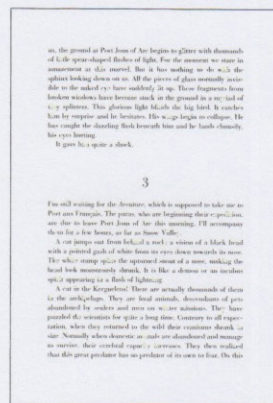 us, the ground at Port Joan of Arc begins to glitter with thousands
of little spear-shaped flashes of light. For the moment we stare in
amazement at this marvel. But it has nothing to do with the
sphinx looking down on us. All the pieces of glass normally invis-
ible to the naked eye have suddenly lit up. These fragments from
broken windows have become stuck in the ground in a myriad of
tiny splinters. This glorious light blinds the big bird. It catches
him by surprise and he hesitates. His wings begin to collapse. He
has caught the dazzling flash beneath him and he lands clumsily,
his eyes hurting.
It gave him quite a shock.
3
I'm still waiting for the Aventure, which is supposed to take me to
Port aux Français. The paras, who are beginning their expedition,
are due to leave Port Joan of Arc this morning. I'll accompany
them for a few hours, as far as Snow Valley.
A cat jumps out from behind a rock: a vision of a black head
with a pointed gash of white from its eyes down towards its nose.
The white stamp splits the upturned snout of a nose, making the
head look monstrously shrunk. It is like a demon or an incubus
spirit appearing in a flash of lightning.
A cat in the Kerguelens! There are actually thousands of them
in the archipelago. They are feral animals, descendants of pets
abandoned by sealers and men on winter missions. They have
puzzled the scientists for quite a long time. Contrary to all expec-
tation, when they returned to the wild their craniums shrank in
size. Normally when domestic animals are abandoned and manage
to survive, their cerebral capacity increases. They then realized
that this great predator has no predator of its own to fear. On this